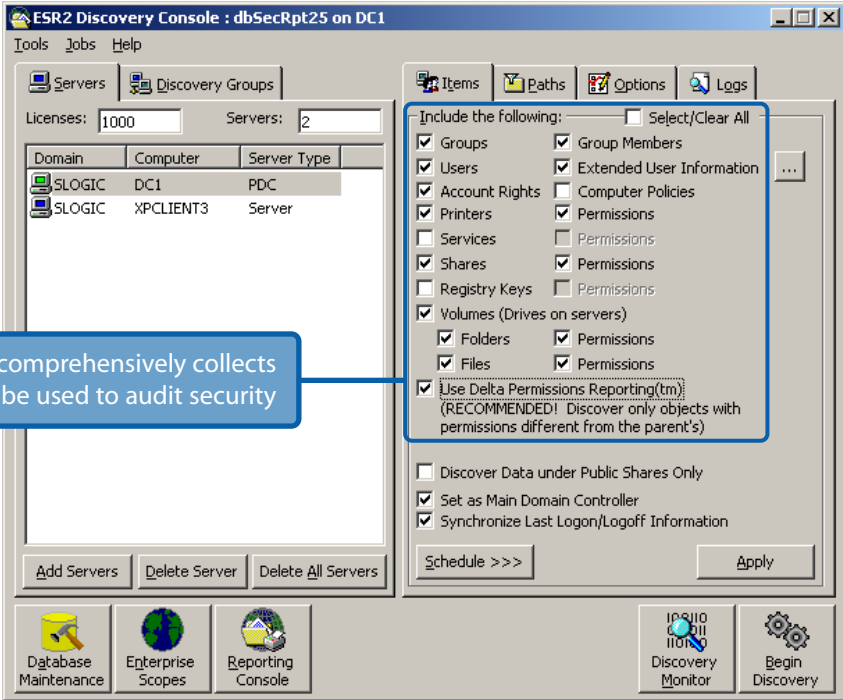 ESR2 Discovery Console : dbSecRpt25 on DC1
Tools Jobs Help
Servers Discovery Groups
Licenses: 1000 Servers: 2
Domain Computer Server Type
SLOGIC DC1 PDC
SLOGIC XPCLIENT3 Server
comprehensively collects
be used to audit security
Add Servers Delete Server Delete All Servers
Items Paths Options Logs
Include the following: Select/Clear All
Groups Group Members
Users Extended User Information ...
Account Rights Computer Policies
Printers Permissions
Services Permissions
Shares Permissions
Registry Keys Permissions
Volumes (Drives on servers)
Folders Permissions
Files Permissions
Use Delta Permissions Reporting(tm)
(RECOMMENDED! Discover only objects with
permissions different from the parent's)
Discover Data under Public Shares Only
Set as Main Domain Controller
Synchronize Last Logon/Logoff Information
Schedule >>> Apply
Database
Maintenance
Enterprise
Scopes
Reporting
Console
Discovery
Monitor
Begin
Discovery